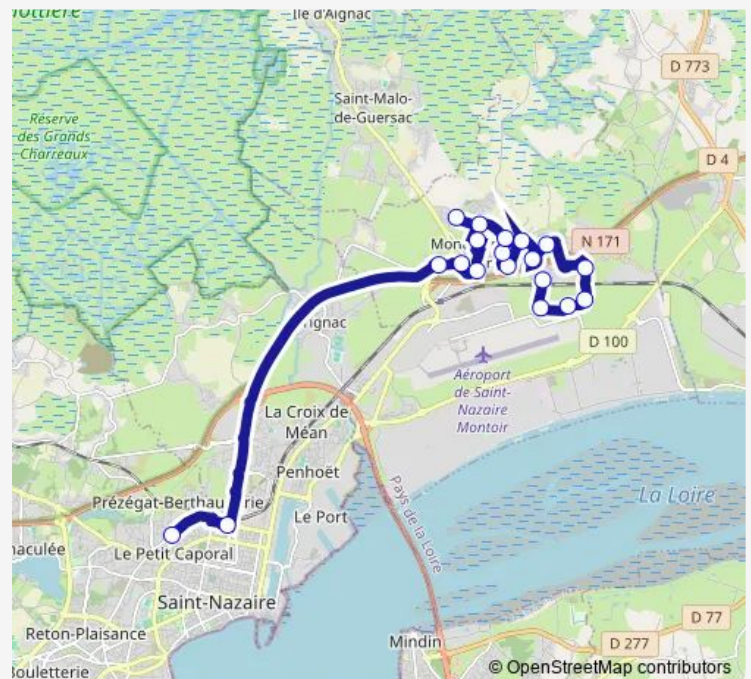 Ile d'Aignac
D 773
Saint-Malo-
de-Guersac
Réserve
des Grands
Charreaux
D 4
N 171
D 100
Aéroport
de Saint-
Nazaire
Montoir
La Croix de
Méan
Penhoët
Pays de la Loire
La Loire
Le Port
Le Petit Caporal
Saint-Nazaire
Reton-Plaisance
Mindin
D 77
D 277
© OpenStreetMap contributors